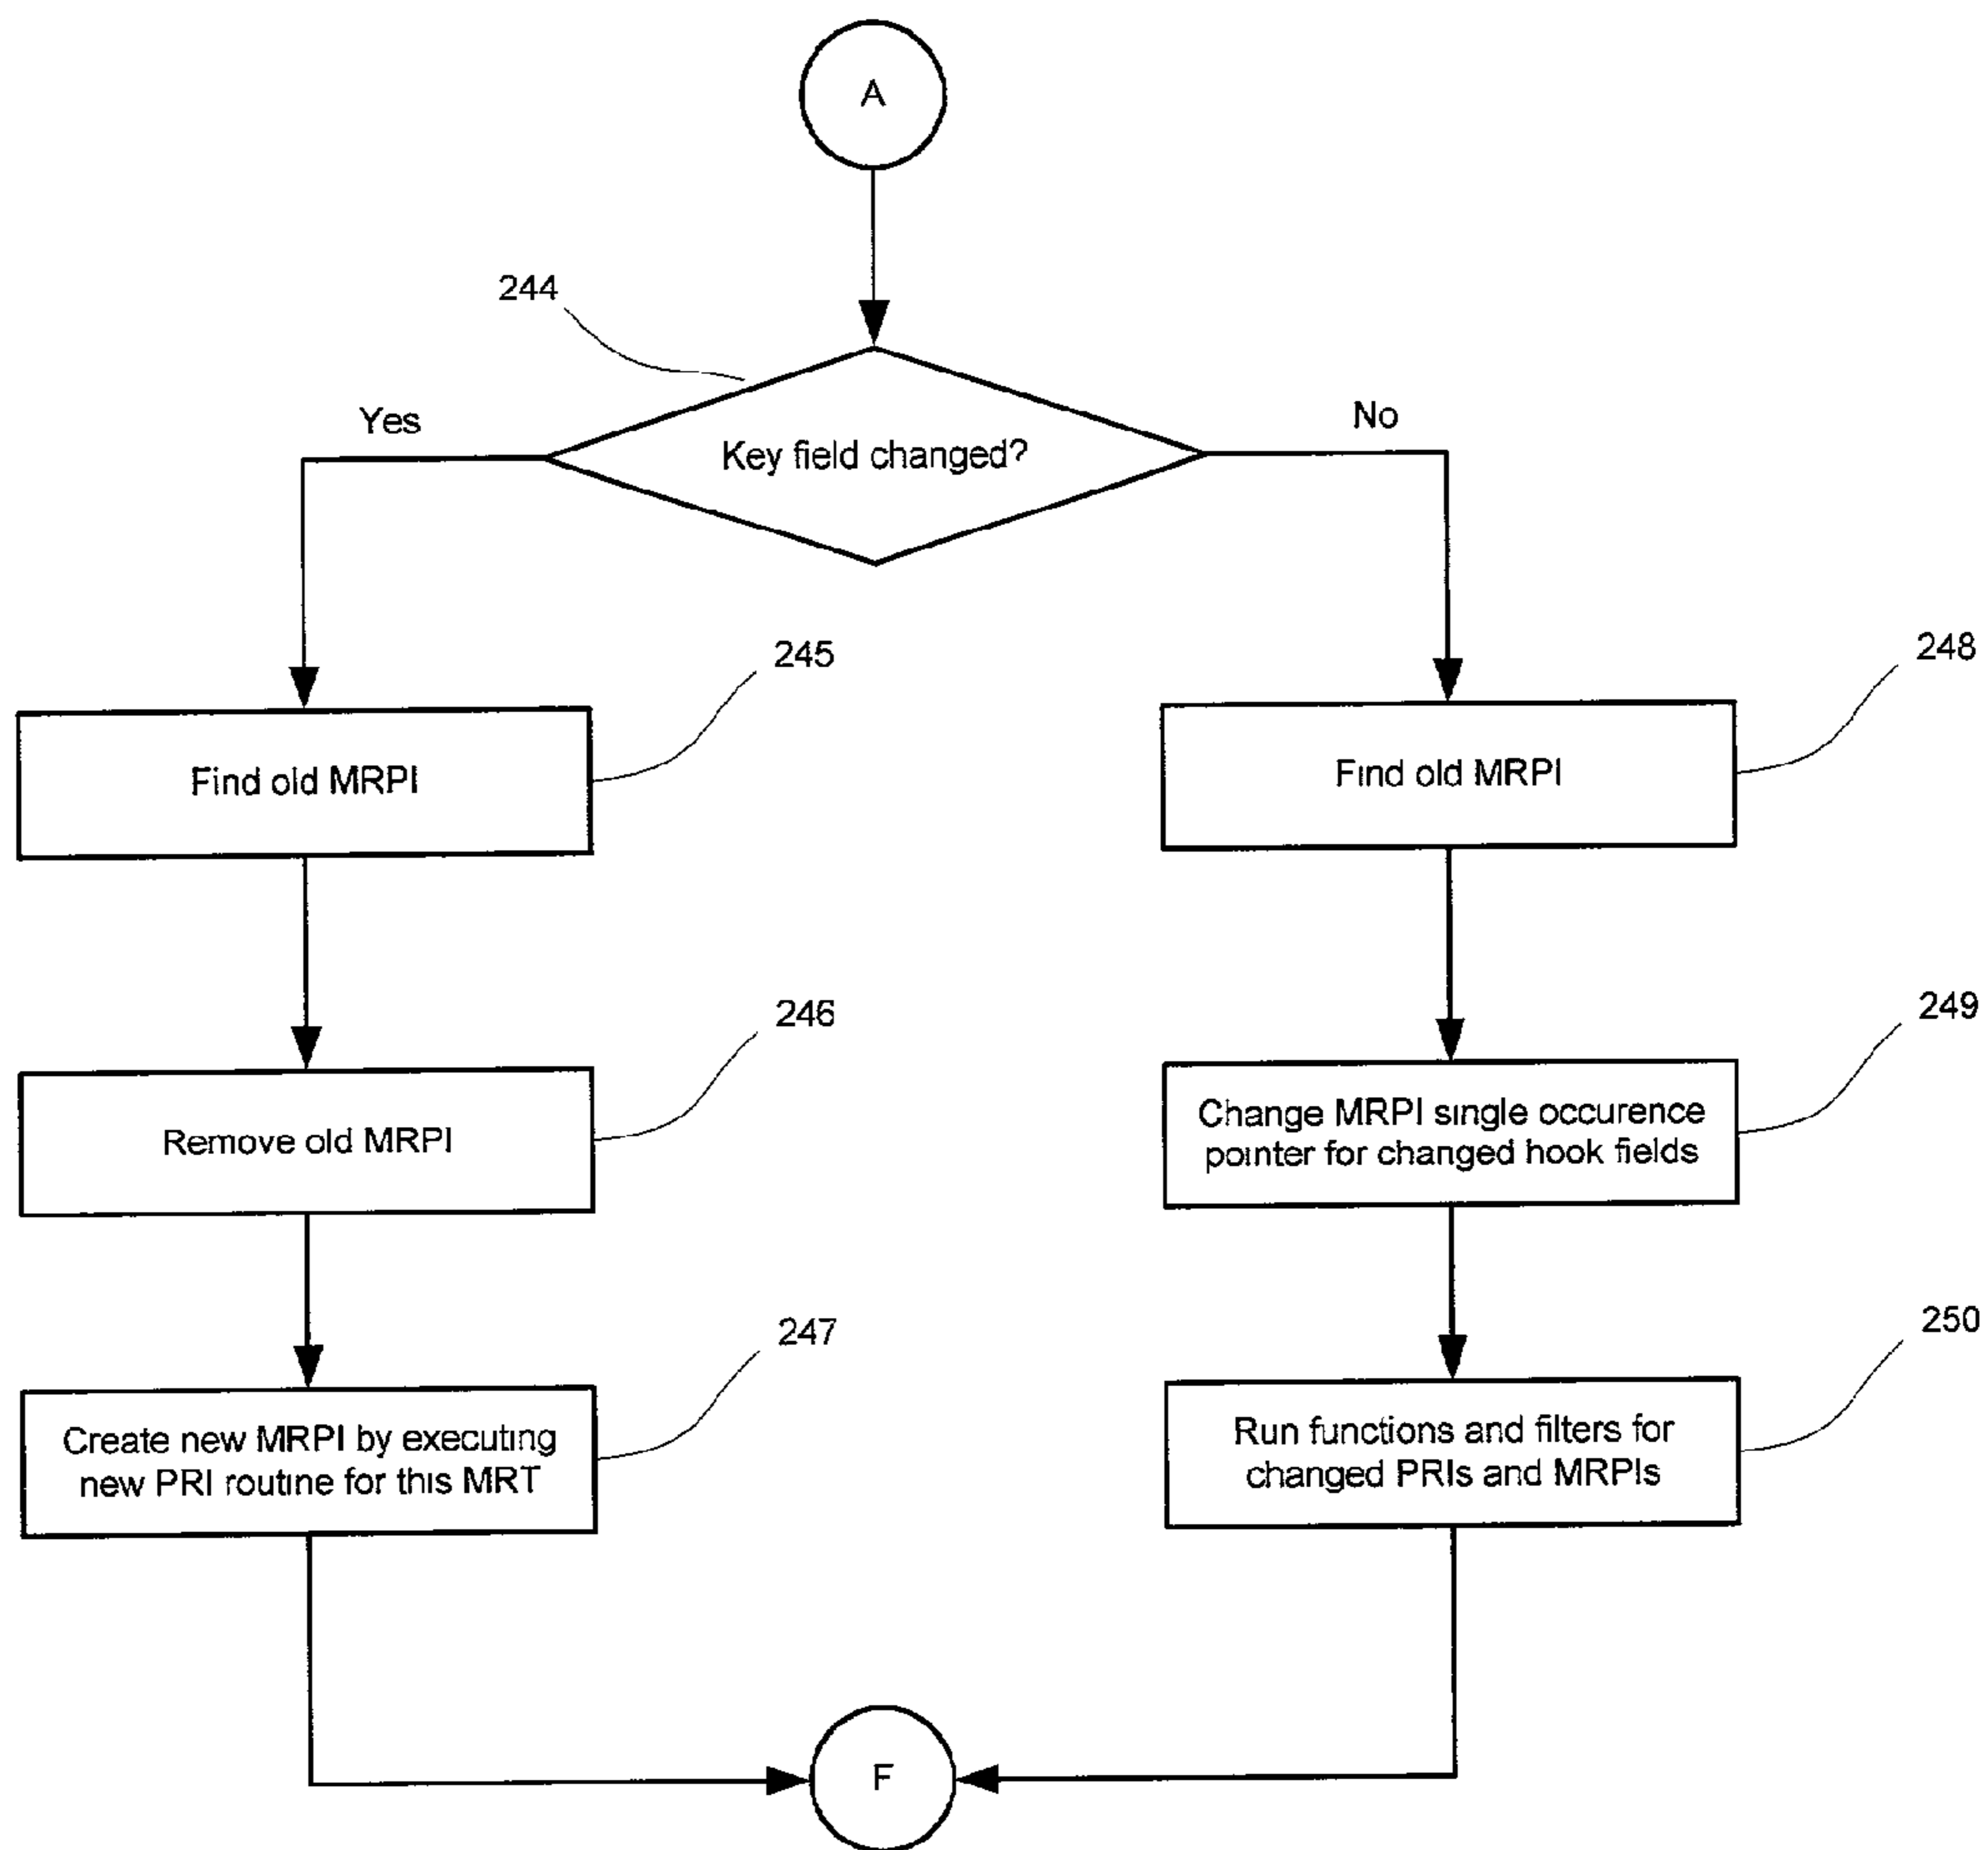 A
244
Yes
No
Key field changed?
245
248
Find old MRPI
Find old MRPI
246
249
Remove old MRPI
Change MRPI single occurence
pointer for changed hook fields
247
250
Create new MRPI by executing
new PRI routine for this MRT
Run functions and filters for
changed PRIs and MRPIs
F